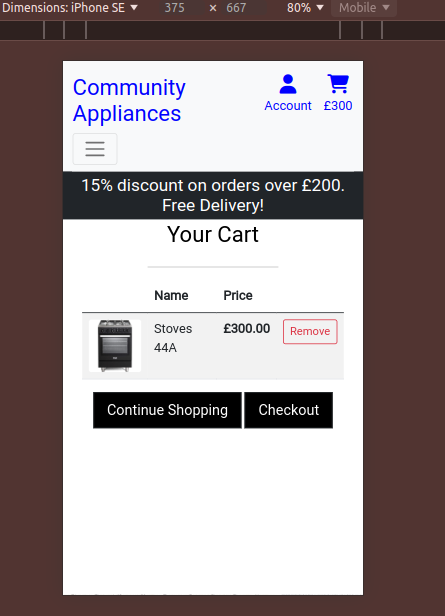 Dimensions: iPhone SE 375 × 667 80% Mobile
Community
Appliances
Account £300
15% discount on orders over £200.
Free Delivery!
Your Cart
Name Price
Stoves £300.00 Remove
44A
Continue Shopping Checkout